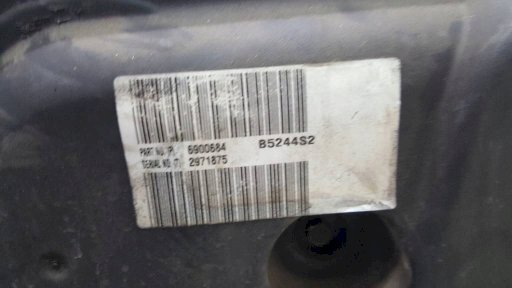 PART NO. (P) 6900684 B5244S2
SERIAL NO (T) 2971875